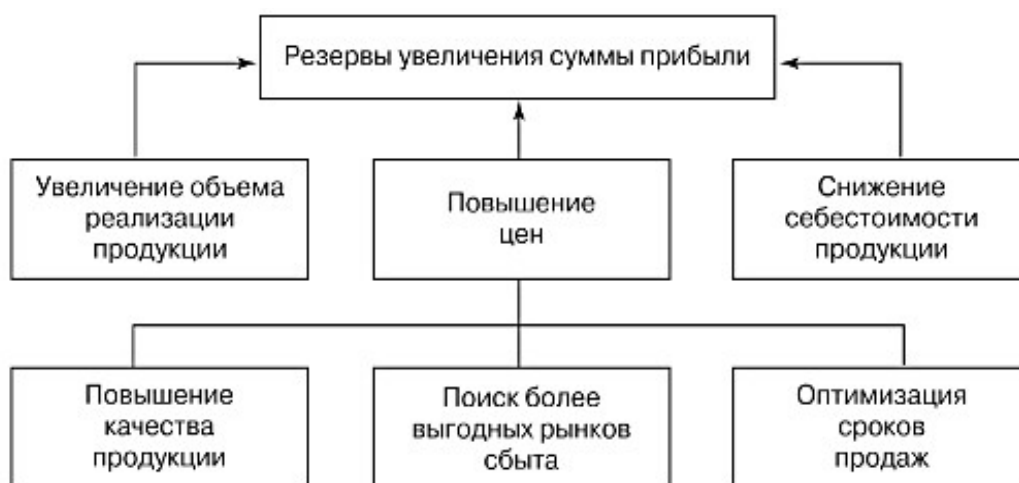 Резервы увеличения суммы прибыли
Увеличение объема
реализации
продукции
Повышение
цен
Снижение
себестоимости
продукции
Повышение
качества
продукции
Поиск более
выгодных рынков
сбыта
Оптимизация
сроков
продаж